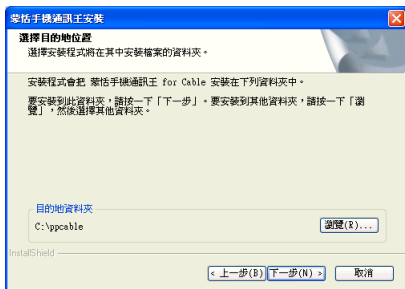 蒙恬手機通訊王安裝
選擇目的地位置
選擇安裝程式將在其中安裝檔案的資料夾。
安裝程式會把 蒙恬手機通訊王 for Cable 安裝在下列資料夾中。
要安裝到此資料夾，請按一下「下一步」。要安裝到其他資料夾，請按一下「瀏
覽」，然後選擇其他資料夾。
目的地資料夾
C:\ppcable
瀏覽(R)...
InstallShield
< 上一步(B)
下一步(N) >
取消